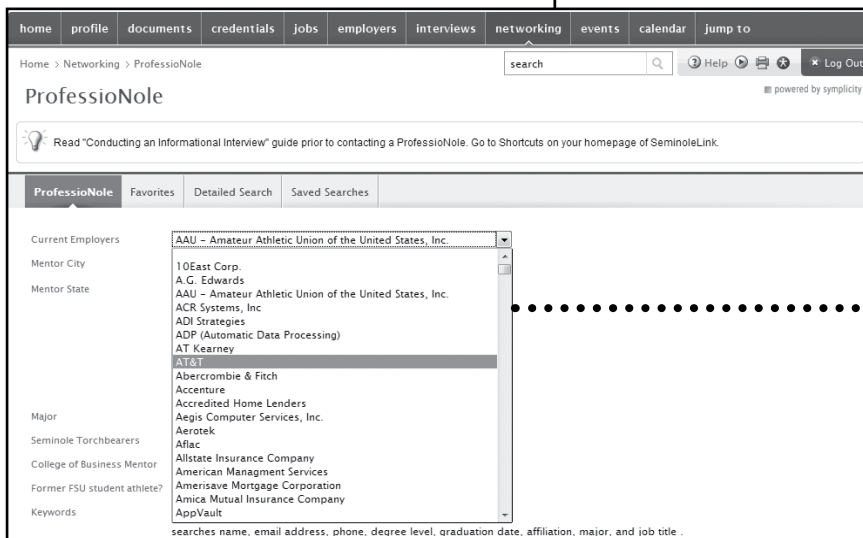 home profile documents credentials jobs employers interviews networking events calendar jump to
Home > Networking > ProfessioNole search Help Log Out
ProfessioNole
powered by symplicity
Read "Conducting an Informational Interview" guide prior to contacting a ProfessioNole. Go to Shortcuts on your homepage of SeminoleLink.
ProfessioNole Favorites Detailed Search Saved Searches
Current Employers AAU - Amateur Athletic Union of the United States, Inc.
Mentor City
10East Corp.
A.G. Edwards
Mentor State
AAU - Amateur Athletic Union of the United States, Inc.
ACR Systems, Inc
ADI Strategies
ADP (Automatic Data Processing)
AT Kearney
AT&T
Abercrombie & Fitch
Accenture
Accredited Home Lenders
Major Aegis Computer Services, Inc.
Aerotek
Seminole Torchbearers
Aflac
Allstate Insurance Company
College of Business Mentor
American Managment Services
Former FSU student athlete? Amerisave Mortgage Corporation
Amica Mutual Insurance Company
Keywords AppVault
searches name, email address, phone, degree level, graduation date, affiliation, major, and job title .